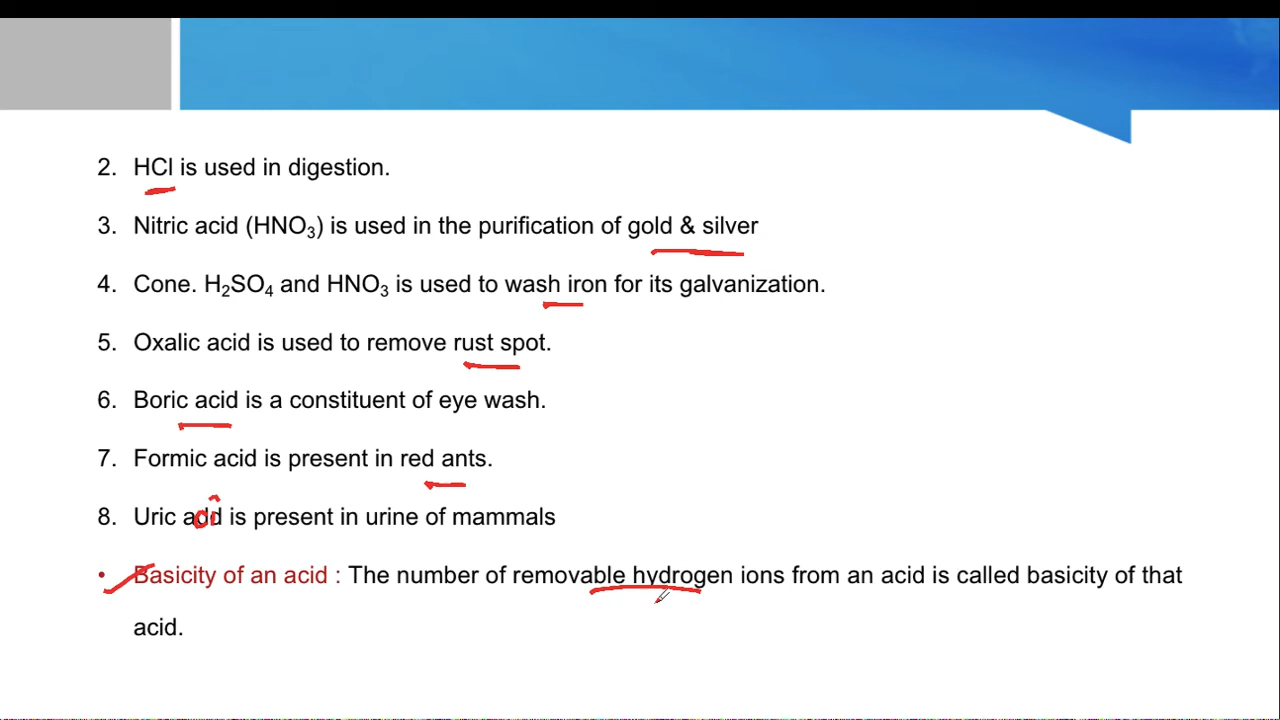 2. HCl is used in digestion.
3. Nitric acid (HNO₃) is used in the purification of gold & silver
4. Cone. H₂SO₄ and HNO₃ is used to wash iron for its galvanization.
5. Oxalic acid is used to remove rust spot.
6. Boric acid is a constituent of eye wash.
7. Formic acid is present in red ants.
8. Uric add is present in urine of mammals
• Basicity of an acid : The number of removable hydrogen ions from an acid is called basicity of that
acid.